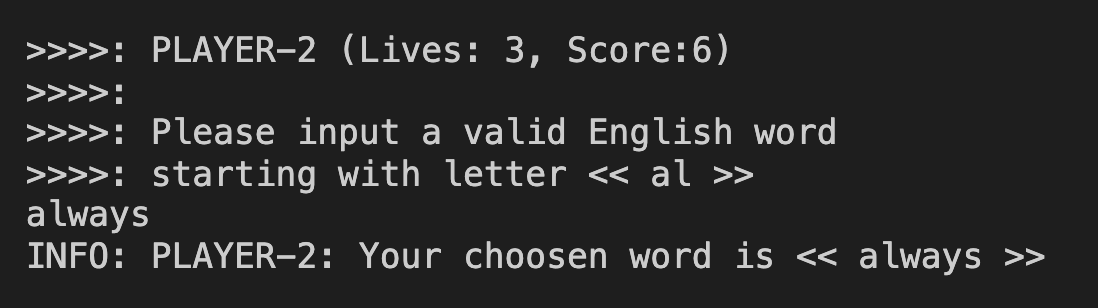 >>>>: PLAYER-2 (Lives: 3, Score:6)
>>>>:
>>>>: Please input a valid English word
>>>>: starting with letter << al >>
always
INFO: PLAYER-2: Your choosen word is << always >>